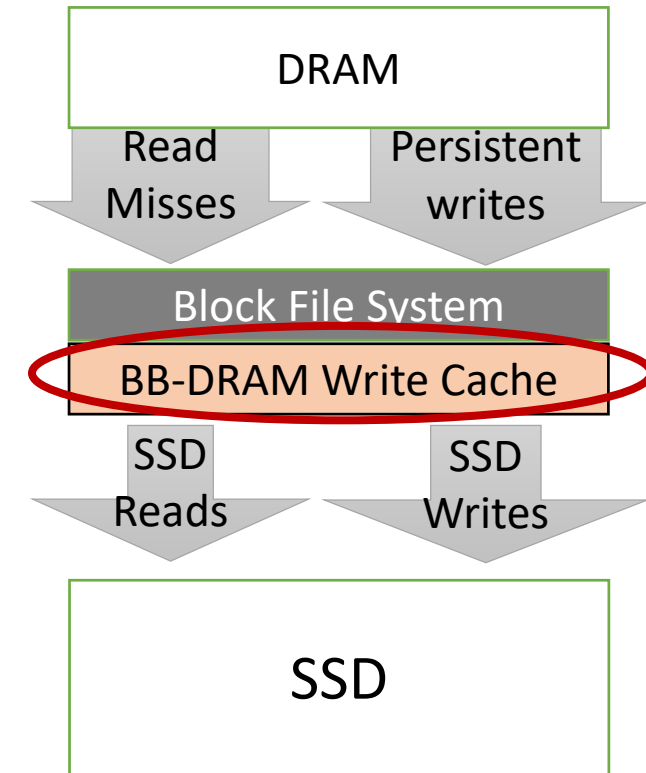 DRAM
Read
Misses
Persistent
writes
Block File System
BB-DRAM Write Cache
SSD
Reads
SSD
Writes
SSD